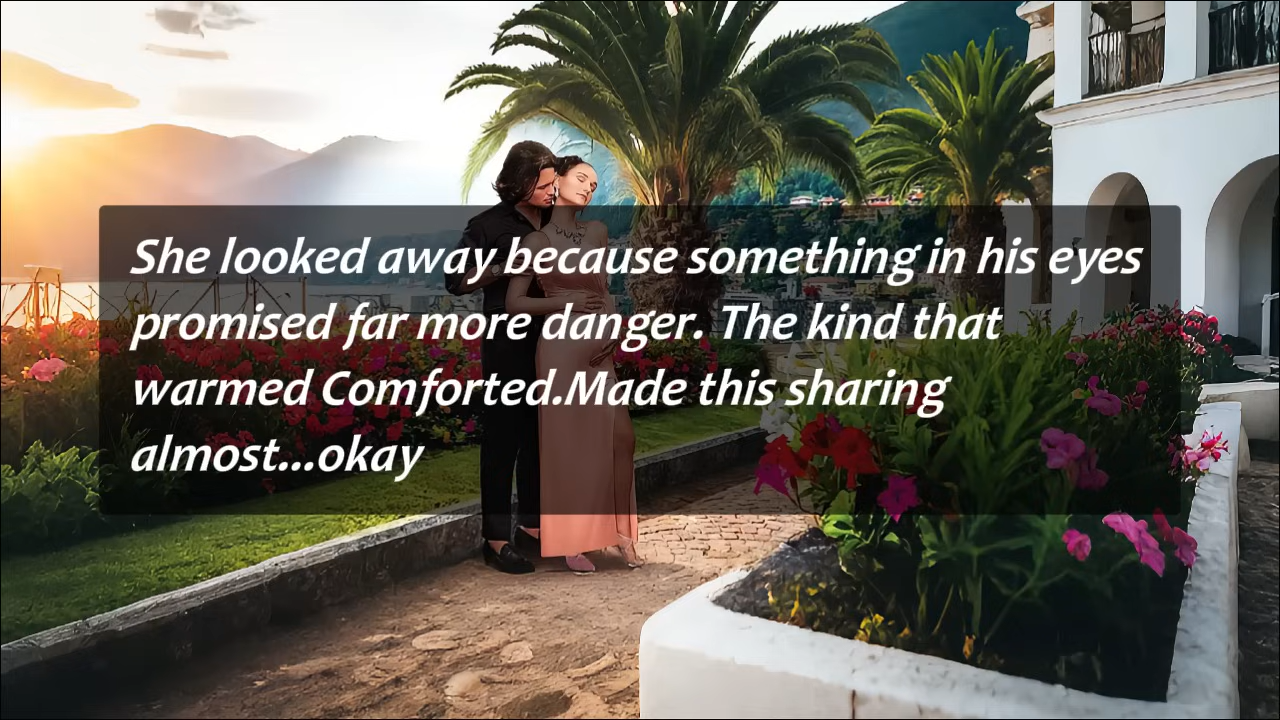 She looked away because something in his eyes
promised far more danger. The kind that
warmed Comforted.Made this sharing
almost...okay